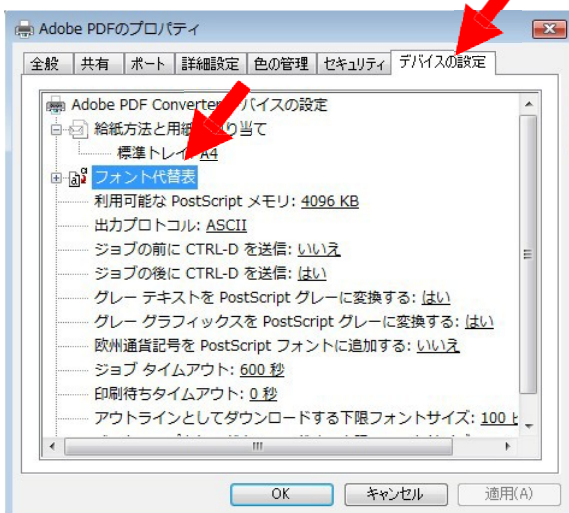 Adobe PDFのプロパティ
全般 共有 ポート 詳細設定 色の管理 セキュリティ デバイスの設定
Adobe PDF Converter バイスの設定
給紙方法と用紙 り当て
標準トレイ: A4
フォント代替表
利用可能な PostScript メモリ: 4096 KB
出力プロトコル: ASCII
ジョブの前に CTRL-D を送信: いいえ
ジョブの後に CTRL-D を送信: はい
グレー テキストを PostScript グレーに変換する: はい
グレー グラフィックスを PostScript グレーに変換する: はい
欧州通貨記号を PostScript フォントに追加する: いいえ
ジョブ タイムアウト: 600 秒
印刷待ちタイムアウト: 0 秒
アウトラインとしてダウンロードする下限フォントサイズ: 100
OK キャンセル 適用(A)